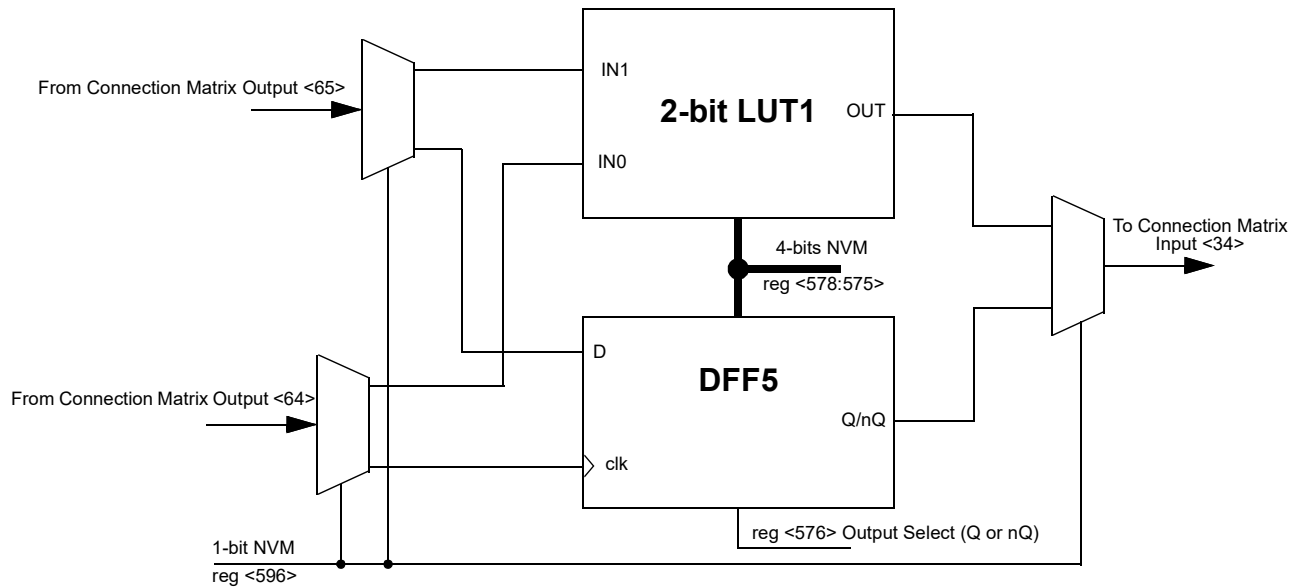 From Connection Matrix Output <65>
IN1
2-bit LUT1
OUT
IN0
To Connection Matrix
Input <34>
4-bits NVM
reg <578:575>
D
DFF5
From Connection Matrix Output <64>
Q/nQ
clk
reg <576> Output Select (Q or nQ)
1-bit NVM
reg <596>